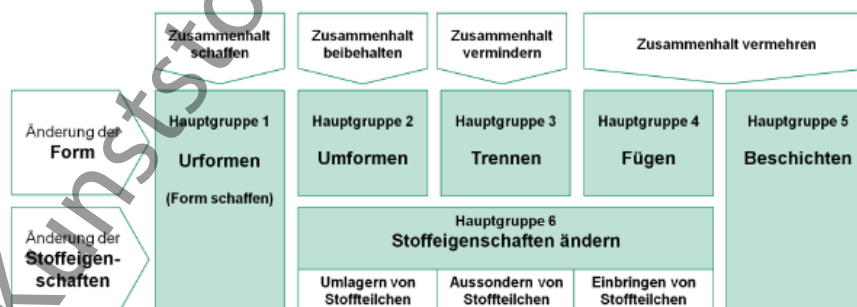 Zusammenhalt
schaffen
Zusammenhalt
beibehalten
Zusammenhalt
vermindern
Zusammenhalt vermehren
Änderung der
Form
Hauptgruppe 1
Urformen
(Form schaffen)
Hauptgruppe 2
Umformen
Hauptgruppe 3
Trennen
Hauptgruppe 4
Fügen
Hauptgruppe 5
Beschichten
Änderung der
Stoffeigen-
schaften
Hauptgruppe 6
Stoffeigenschaften ändern
Umlagern von
Stoffteilchen
Aussondern von
Stoffteilchen
Einbringen von
Stoffteilchen
Kunststo